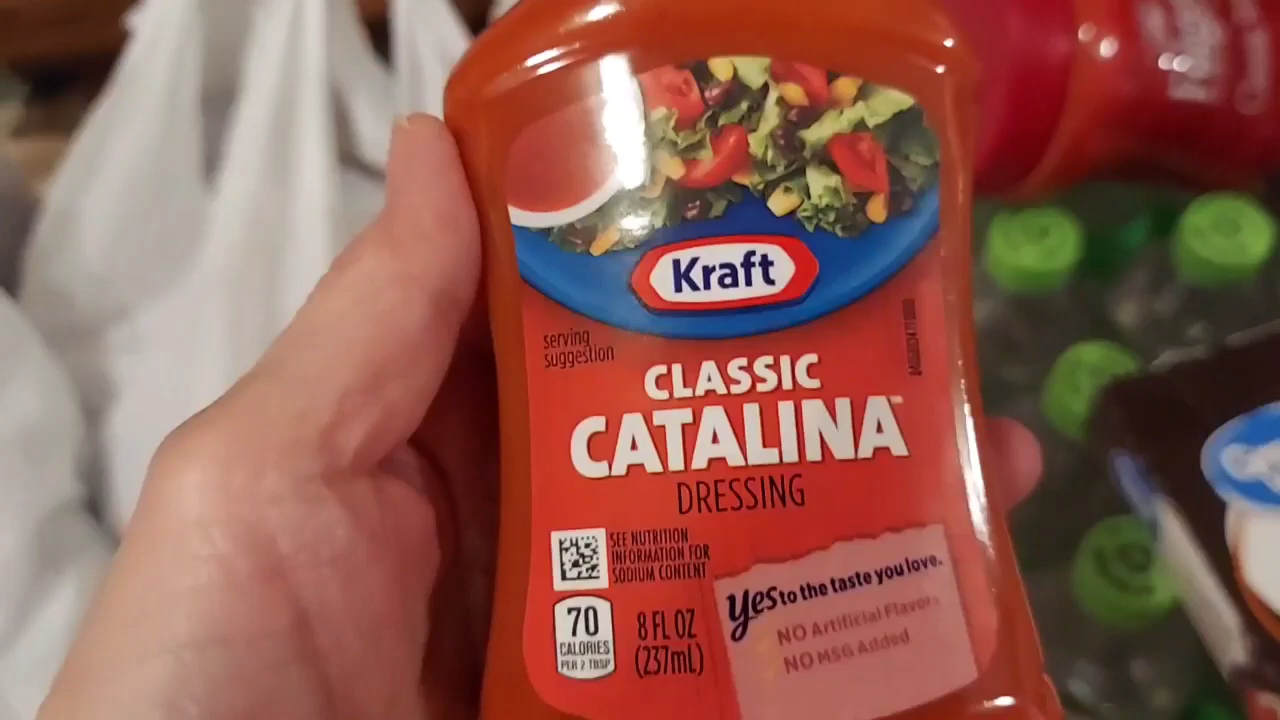 Kraft
serving
suggestion
CLASSIC
CATALINA™
DRESSING
SEE NUTRITION
INFORMATION FOR
SODIUM CONTENT
70
CALORIES
PER 2 TBSP
8 FL OZ
(237mL)
yes to the taste you love.
NO Artificial Flavors
NO MSG Added